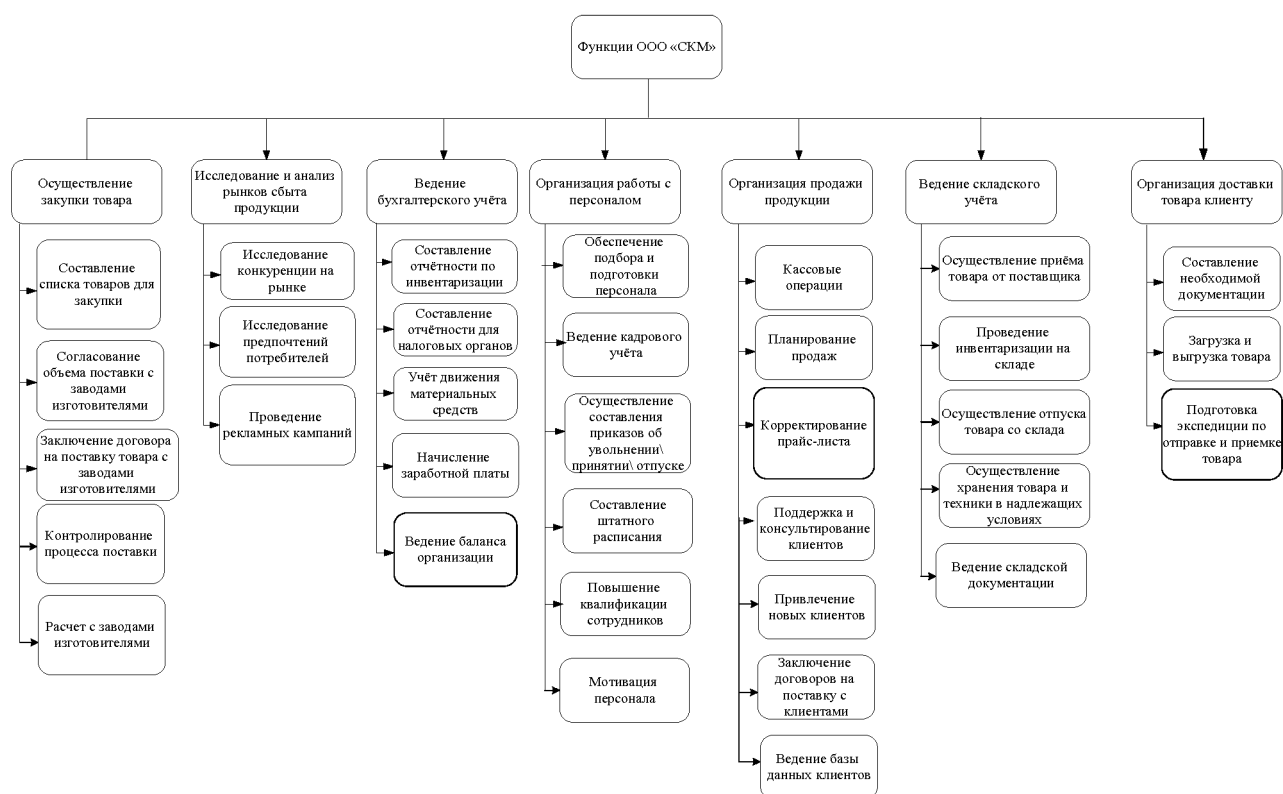 Функции ООО «СКМ»
Осуществление
закупки товара
Составление
списка товаров для
закупки
Согласование
объема поставки с
заводами
изготовителями
Заключение договора
на поставку товара с
заводами
изготовителями
Контролирование
процесса поставки
Расчет с заводами
изготовителями
Исследование и анализ
рынков сбыта
продукции
Исследование
конкуренции на
рынке
Исследование
предпочтений
потребителей
Проведение
рекламных кампаний
Ведение
бухгалтерского учёта
Составление
отчётности по
инвентаризации
Составление
отчётности для
налоговых органов
Учёт движения
материальных
средств
Начисление
заработной платы
Ведение баланса
организации
Организация работы с
персоналом
Обеспечение
подбора и
подготовки
персонала
Ведение кадрового
учёта
Осуществление
составления
приказов об
увольнении\
принятии\ отпуске
Составление
штатного
расписания
Повышение
квалификации
сотрудников
Мотивация
персонала
Организация продажи
продукции
Кассовые
операции
Планирование
продаж
Корректирование
прайс-листа
Поддержка и
консультирование
клиентов
Привлечение
новых клиентов
Заключение
договоров на
поставку с
клиентами
Ведение базы
данных клиентов
Ведение складского
учёта
Осуществление приёма
товара от поставщика
Проведение
инвентаризации на
складе
Осуществление отпуска
товара со склада
Осуществление
хранения товара и
техники в надлежащих
условиях
Ведение складской
документации
Организация доставки
товара клиенту
Составление
необходимой
документации
Загрузка и
выгрузка товара
Подготовка
экспедиции по
отправке и приемке
товара